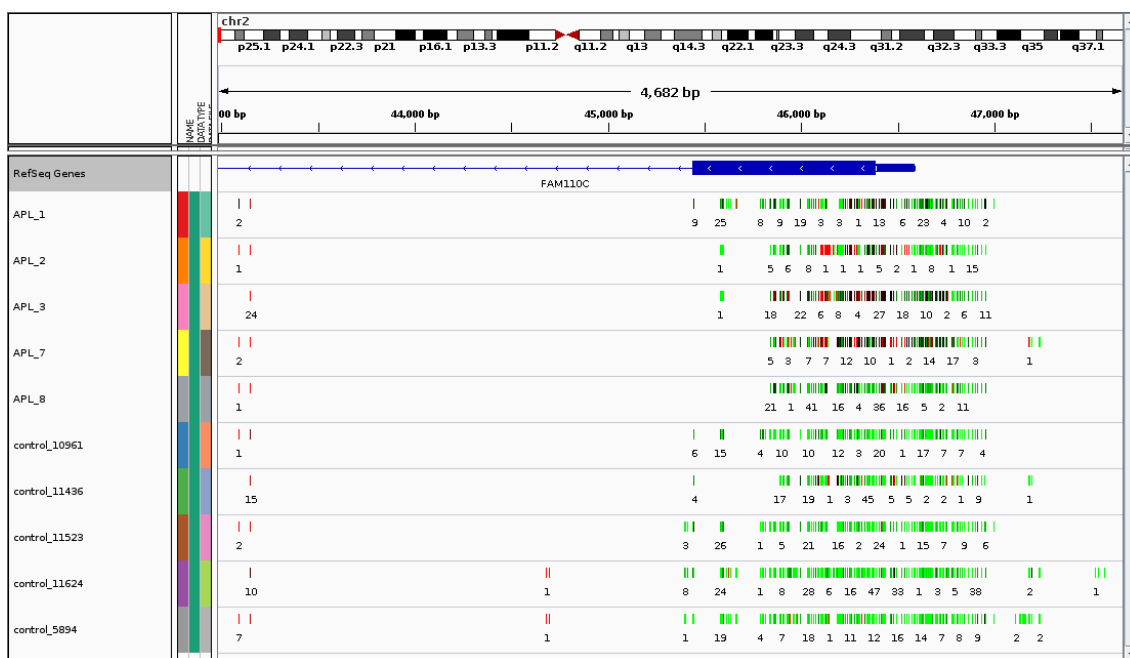 chr2
p25.1 p24.1 p22.3 p21 p16.1 p13.3 p11.2 q11.2 q13 q14.3 q22.1 q23.3 q24.3 q31.2 q32.3 q33.3 q35 q37.1
4,682 bp
00 bp 44,000 bp 45,000 bp 46,000 bp 47,000 bp
NAME
DATA TYPE
RefSeq Genes
FAM110C
APL_1
2 9 25 8 9 19 3 3 1 13 6 23 4 10 2
APL_2
1 1 5 6 8 1 1 1 5 2 1 8 1 15
APL_3
24 1 18 22 6 8 4 27 18 10 2 6 11
APL_7
2 5 3 7 7 12 10 1 2 14 17 3 1
APL_8
1 21 1 41 16 4 36 16 5 2 11
control_10961
1 6 15 4 10 10 12 3 20 1 17 7 7 4
control_11436
15 4 17 19 1 3 45 5 5 2 2 1 9 1
control_11523
2 3 26 1 5 21 16 2 24 1 15 7 9 6
control_11624
10 1 8 24 1 8 28 6 16 47 33 1 3 5 38 2 1
control_5894
7 1 1 19 4 7 18 1 11 12 16 14 7 8 9 2 2